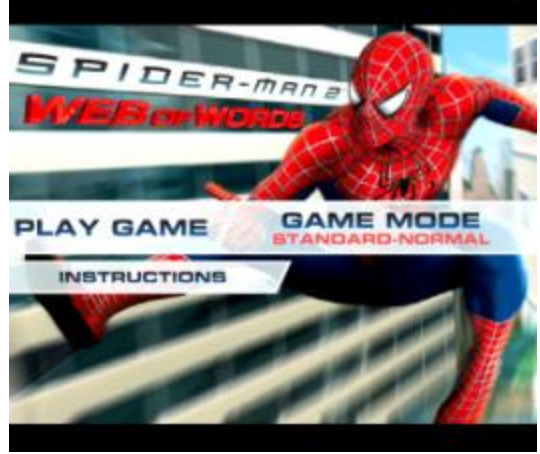 SPIDER-MAN 2
WEB OF WORDS
PLAY GAME
GAME MODE
STANDARD-NORMAL
INSTRUCTIONS